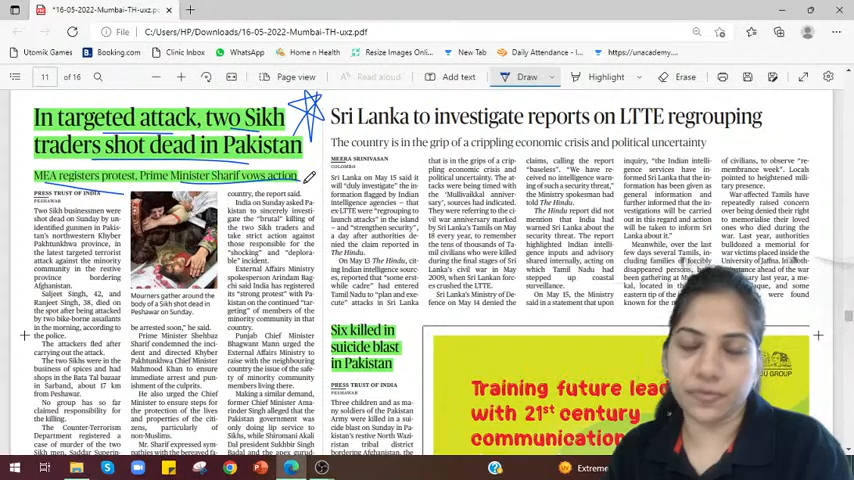 *16-05-2022-Mumbai-TH-uxz.pdf
File
C:/Users/HP/Downloads/16-05-2022-Mumbai-TH-uxz.pdf
Utomik Games
Booking.com
Clinic Inbox
WhatsApp
Home n Health
Resize Images Onl...
New Tab
Daily Attendance - I...
https://unacademy.
11
of 16
Page view
Read aloud
Add text
Draw
Highlight
Erase
In targeted attack, two Sikh
traders shot dead in Pakistan
MEA registers protest, Prime Minister Sharif vows action
PRESS TRUST OF INDIA
PESHAWAR
Two Sikh businessmen were
shot dead on Sunday by un-
identified gunmen in Pakis-
tan's northwestern Khyber
Pakhtunkhwa province, in
the latest targeted terrorist
attack against the minority
community in the restive
province bordering
Afghanistan.
Saljeet Singh, 42, and
Ranjeet Singh, 38, died on
the spot after being attacked
by two bike-borne assailants
in the morning, according to
the police.
The attackers fled after
carrying out the attack.
The two Sikhs were in the
business of spices and had
shops in the Bata Tal bazaar
in Sarband, about 17 km
from Peshawar.
No group has so far
claimed responsibility for
the killing.
The Counter-Terrorism
Department registered a
case of murder of the two
Sikh men. Saddar Superin-
Mourners gather around
body of a Sikh shot dead in
Peshawar on Sunday.
be arrested soon," he said.
Prime Minister Shehbaz
Sharif condemned the inci-
dent and directed Khyber
Pakhtunkhwa Chief Minister
Mahmood Khan to ensure
immediate arrest and pun-
ishment of the culprits.
He also urged the Chief
Minister to ensure steps for
the protection of the lives
and properties of the citi-
zens, particularly of
non-Muslims.
Mr. Sharif expressed sym-
pathies with the bereaved fa-
country, the report said.
India on Sunday asked Pa-
kistan to sincerely investi-
gate the "brutal" killing of
the two Sikh traders and
take strict action against
those responsible for the
"shocking" and "deplora-
ble" incident.
External Affairs Ministry
spokesperson Arindam Bag-
chi said India has registered
its "strong protest" with Pa-
kistan on the continued "tar-
geting" of members of the
minority community in that
country.
Punjab Chief Minister
Bhagwant Mann urged the
External Affairs Ministry to
raise with the neighbouring
country the issue of the safe-
ty of minority community
members living there.
Making a similar demand,
former Chief Minister Ama-
rinder Singh alleged that the
Pakistan government was
only doing lip service to
Sikhs, while Shiromani Akali
Dal president Sukhbir Singh
Badal and the apex gurud-
Sri Lanka to investigate reports on LTTE regrouping
The country is in the grip of a crippling economic crisis and political uncertainty
MEERA SRINIVASAN
COLOMBO
Sri Lanka on May 15 said it
will "duly investigate" the in-
formation flagged by Indian
intelligence agencies – that
ex-LTTE were "regrouping to
launch attacks" in the island
– and "strengthen security",
a day after authorities de-
nied the claim reported in
The Hindu.
On May 13 The Hindu, cit-
ing Indian intelligence sourc-
es, reported that "some erst-
while cadre" had entered
Tamil Nadu to "plan and ex-
ecute" attacks in Sri Lanka
that is in the grips of a crip-
pling economic crisis and
political uncertainty. The at-
tacks were being timed with
the 'Mullivaikkal anniver-
sary', sources had indicated.
They were referring to the ci-
vil war anniversary marked
by Sri Lanka's Tamils on May
18 every year, to remember
the tens of thousands of Ta-
mil civilians who were killed
during the final stages of Sri
Lanka's civil war in May
2009, when Sri Lankan forc-
es crushed the LTTE.
Sri Lanka's Ministry of De-
fence on May 14 denied the
claims, calling the report
"baseless". "We have re-
ceived no intelligence warn-
ing of such a security threat,"
the Ministry spokesman had
told The Hindu.
The Hindu report did not
mention that India had
warned Sri Lanka about the
security threat. The report
highlighted Indian intelli-
gence inputs and advisory
shared internally, acting on
which Tamil Nadu had
stepped up coastal
surveillance.
On May 15, the Ministry
said in a statement that upon
inquiry, "the Indian intelli-
gence services have in-
formed Sri Lanka that the in-
formation has been given as
general information and
further informed that the in-
vestigations will be carried
out in this regard and action
will be taken to inform Sri
Lanka about it."
Meanwhile, over the last
few days several Tamils, in-
cluding families of forcibly
disappeared persons,
been gathering at
kal, located in the
eastern tip of the
known for the
of civilians, to observe "re-
membrance week". Locals
pointed to heightened mili-
tary presence.
War-affected Tamils have
repeatedly raised concern
over being denied their right
to memorialise their loved
ones who died during the
war. Last year, authorities
bulldozed a memorial for
war victims placed inside the
University of Jaffna. In
ahead of the war
last year, a me-
and some
were found
Six killed in
suicide blast
in Pakistan
PRESS TRUST OF INDIA
PESHAWAR
Three children and as ma-
ny soldiers of the Pakistan
Army were killed in a sui-
cide blast on Sunday in Pa-
kistan's restive North Wazi-
ristan tribal district
bordering Afghanistan, the
Training future lead
with 21st century
communication
DU GROUP
Extreme